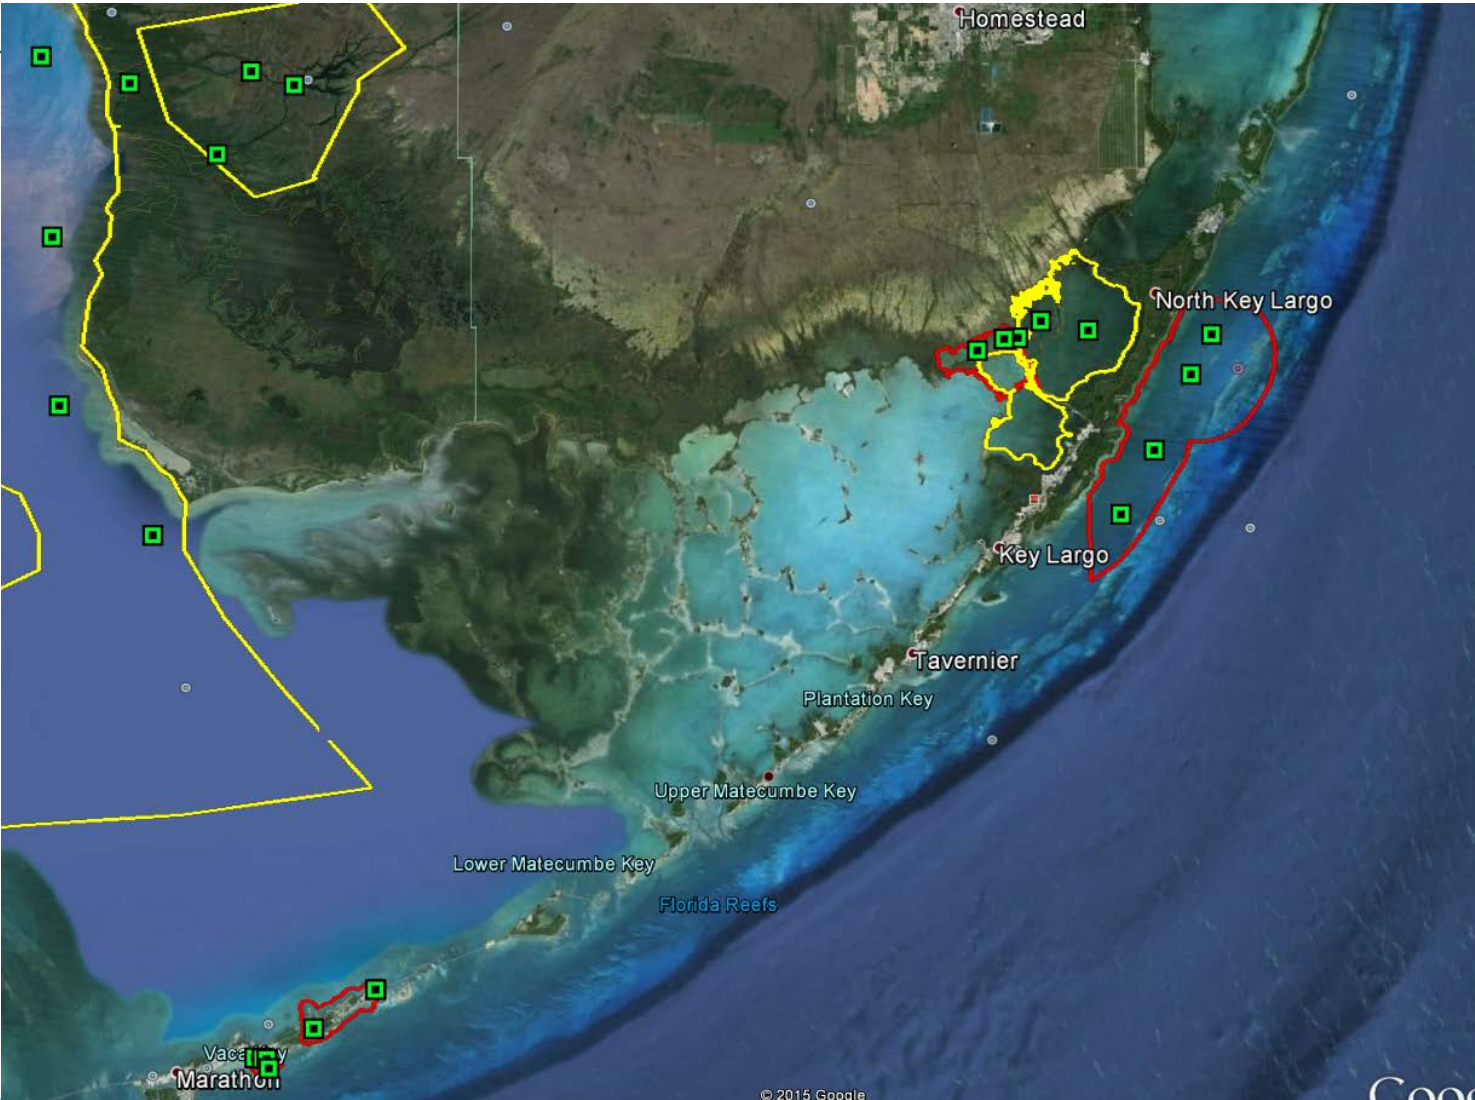 Homestead
North Key Largo
Key Largo
Tavernier
Plantation Key
Upper Matecumbe Key
Lower Matecumbe Key
Florida Reefs
Marathon
© 2015 Google